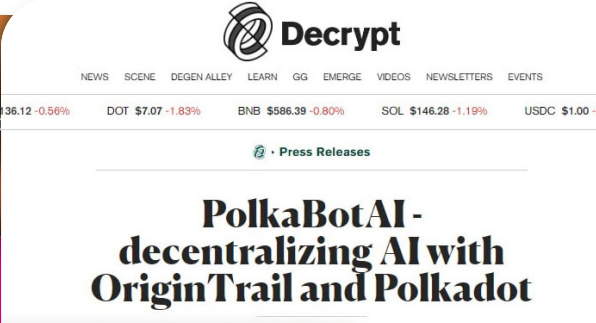 Decrypt
NEWS SCENE DEGEN ALLEY LEARN GG EMERGE VIDEOS NEWSLETTERS EVENTS
136.12 -0.56% DOT $7.07 -1.83% BNB $586.39 -0.80% SOL $146.28 -1.19% USDC $1.00 -
Press Releases
PolkaBotAI -
decentralizing AI with
OriginTrail and Polkadot